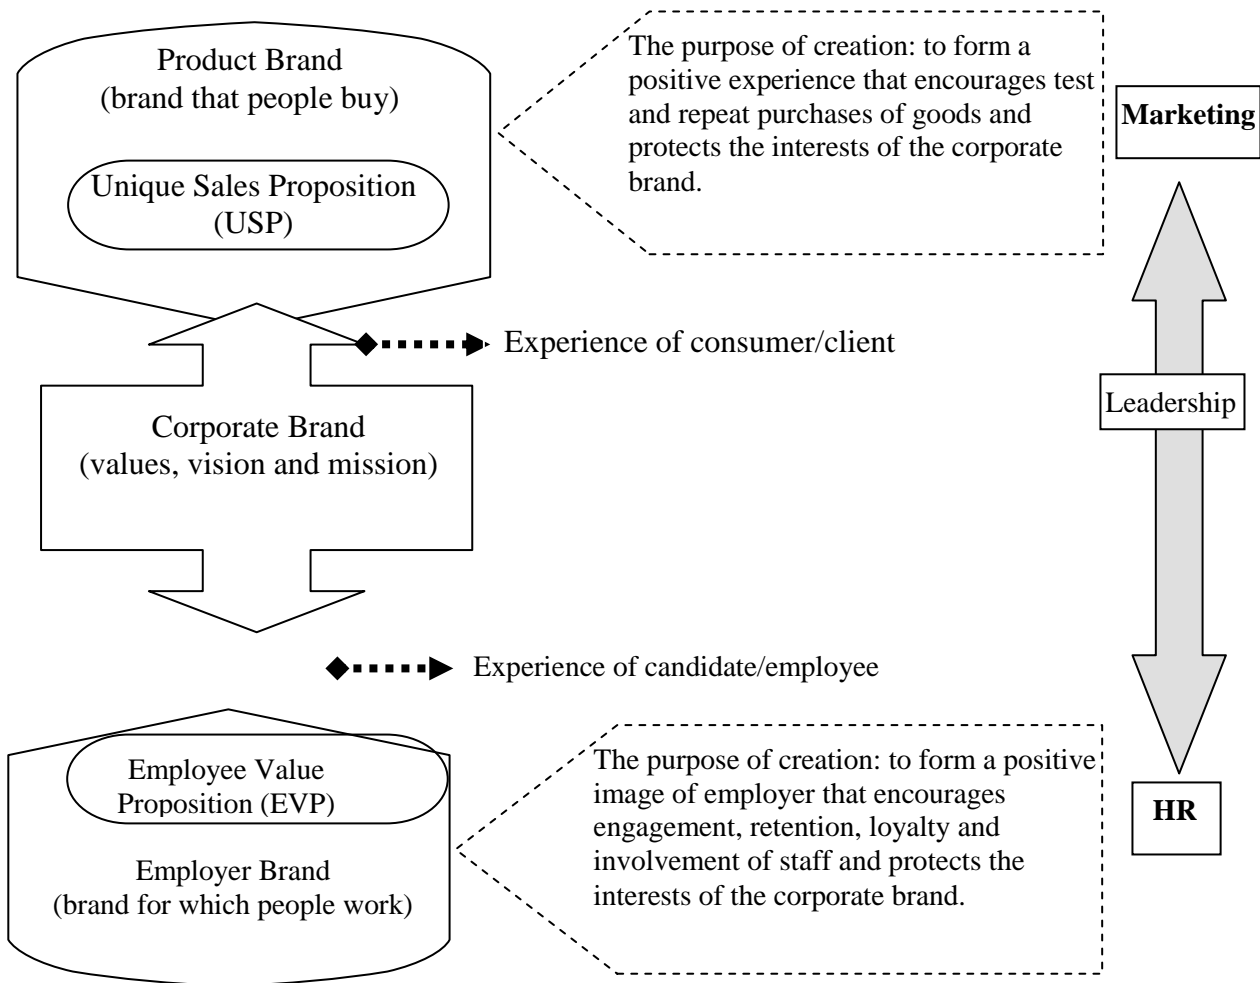 Product Brand
(brand that people buy)
Unique Sales Proposition
(USP)
The purpose of creation: to form a
positive experience that encourages test
and repeat purchases of goods and
protects the interests of the corporate
brand.
Marketing
Experience of consumer/client
Leadership
Corporate Brand
(values, vision and mission)
Experience of candidate/employee
Employee Value
Proposition (EVP)
Employer Brand
(brand for which people work)
The purpose of creation: to form a positive
image of employer that encourages
engagement, retention, loyalty and
involvement of staff and protects the
interests of the corporate brand.
HR